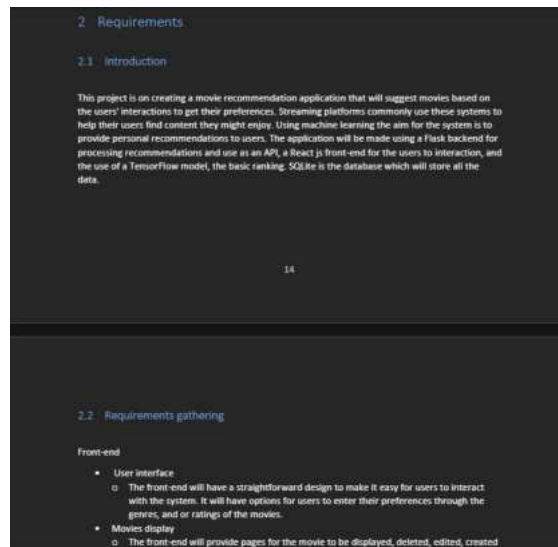 2 Requirements
2.1 Introduction
This project is on creating a movie recommendation application that will suggest movies based on
the users' interactions to get their preferences. Streaming platforms commonly use these systems to
help their users find content they might enjoy. Using machine learning the aim for the system is to
provide personal recommendations to users. The application will be made using a Flask backend for
processing recommendations and use as an API, a React js front-end for the users to interaction, and
the use of a TensorFlow model, the basic ranking. SQLite is the database which will store all the
data.
14
2.2 Requirements gathering
Front-end
• User interface
o The front-end will have a straightforward design to make it easy for users to interact
with the system. It will have options for users to enter their preferences through the
genres, and or ratings of the movies.
• Movies display
o The front-end will provide pages for the movie to be displayed, deleted, edited, created